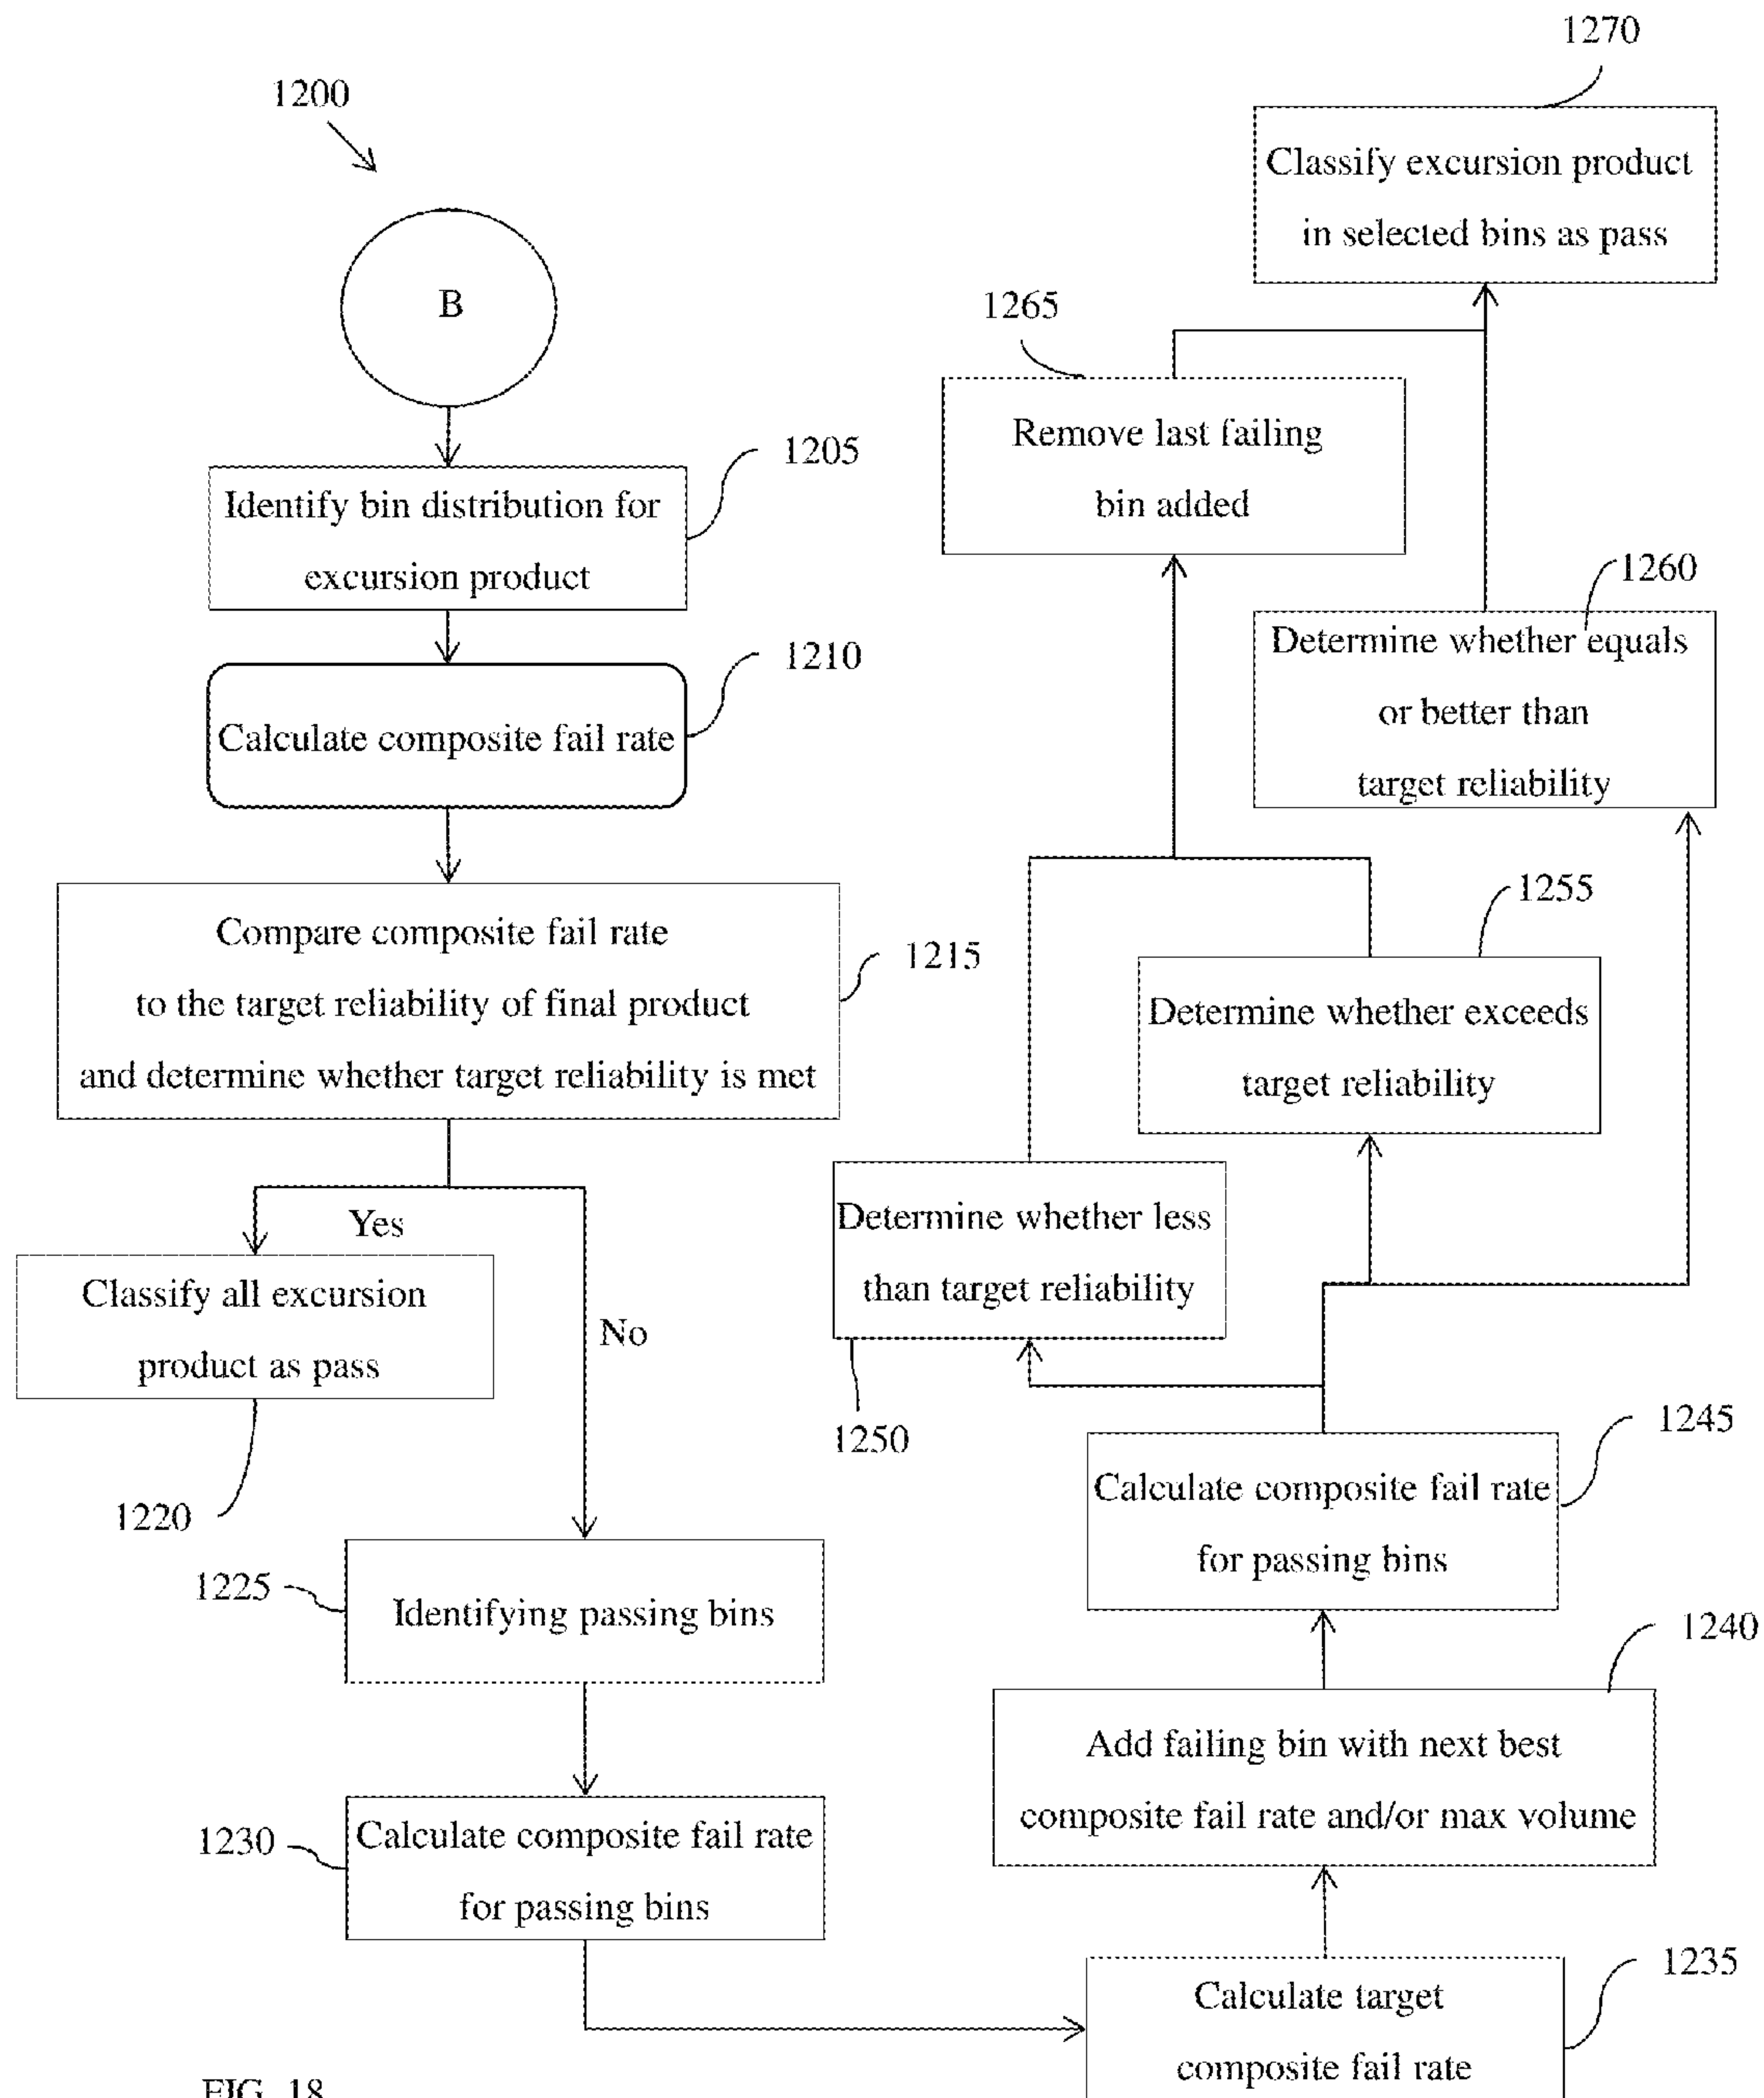 1200
B
1205
Identify bin distribution for
excursion product
1210
Calculate composite fail rate
1215
Compare composite fail rate
to the target reliability of final product
and determine whether target reliability is met
Yes
No
Classify all excursion
product as pass
1220
1225
Identifying passing bins
1230
Calculate composite fail rate
for passing bins
1235
Calculate target
composite fail rate
1240
Add failing bin with next best
composite fail rate and/or max volume
1245
Calculate composite fail rate
for passing bins
1250
Determine whether less
than target reliability
1255
Determine whether exceeds
target reliability
1260
Determine whether equals
or better than
target reliability
1265
Remove last failing
bin added
1270
Classify excursion product
in selected bins as pass
FIG. 18